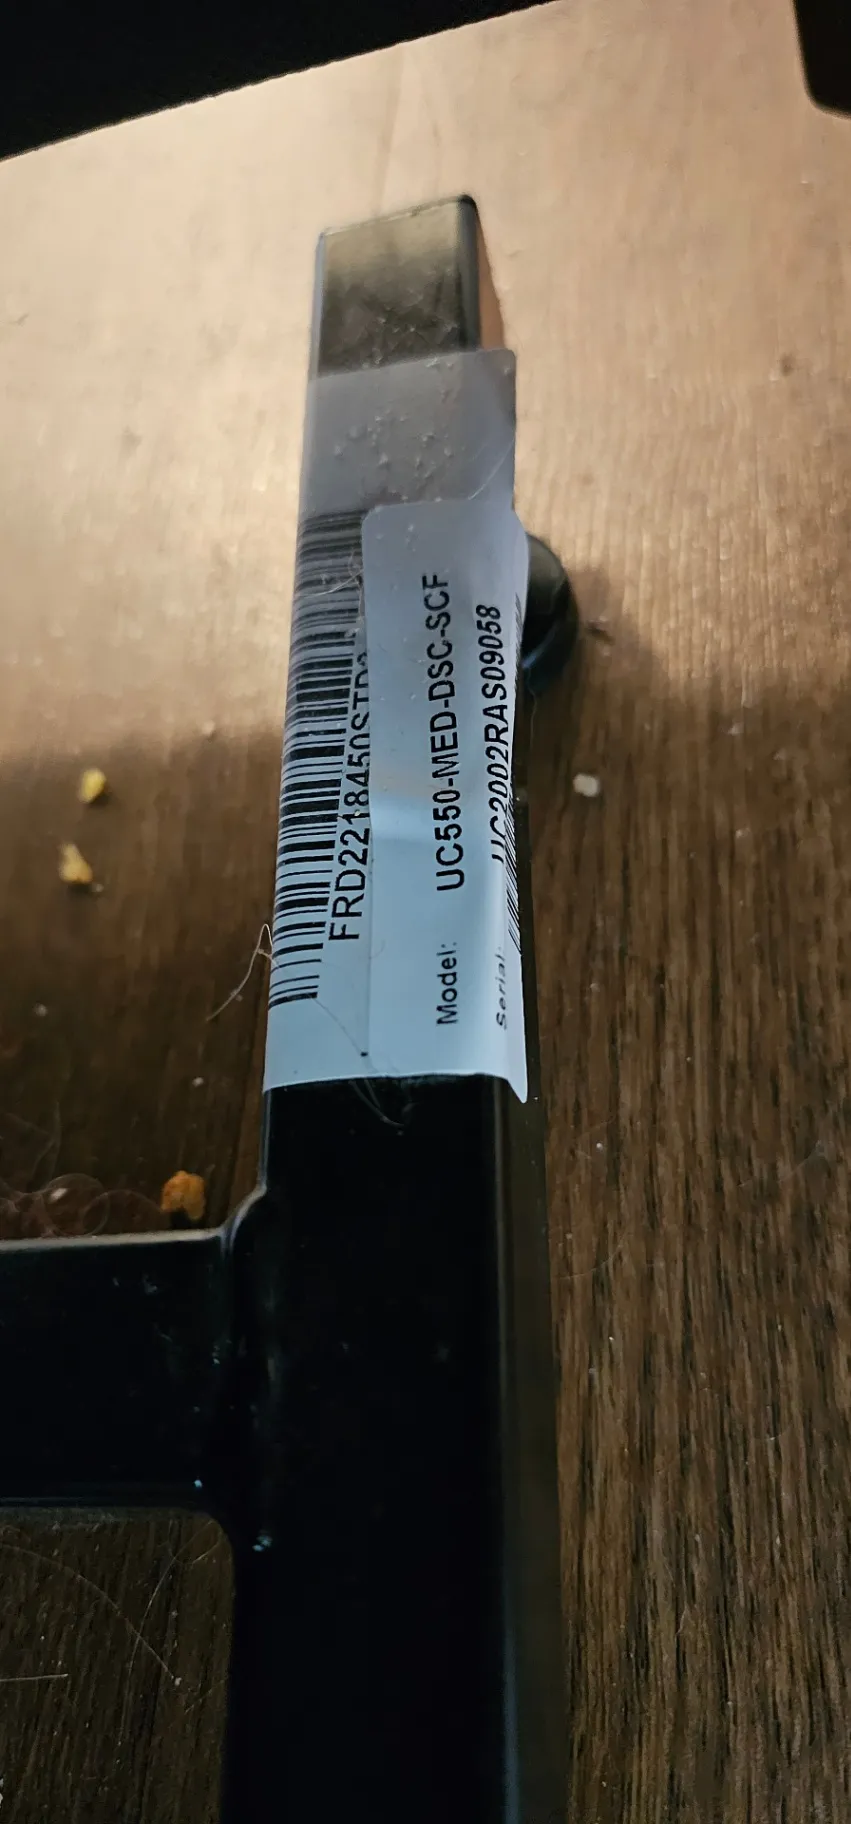 FRD2218450STD
Model: UC550-MED-DSC-SCF
Serial: UC2002RAS09058